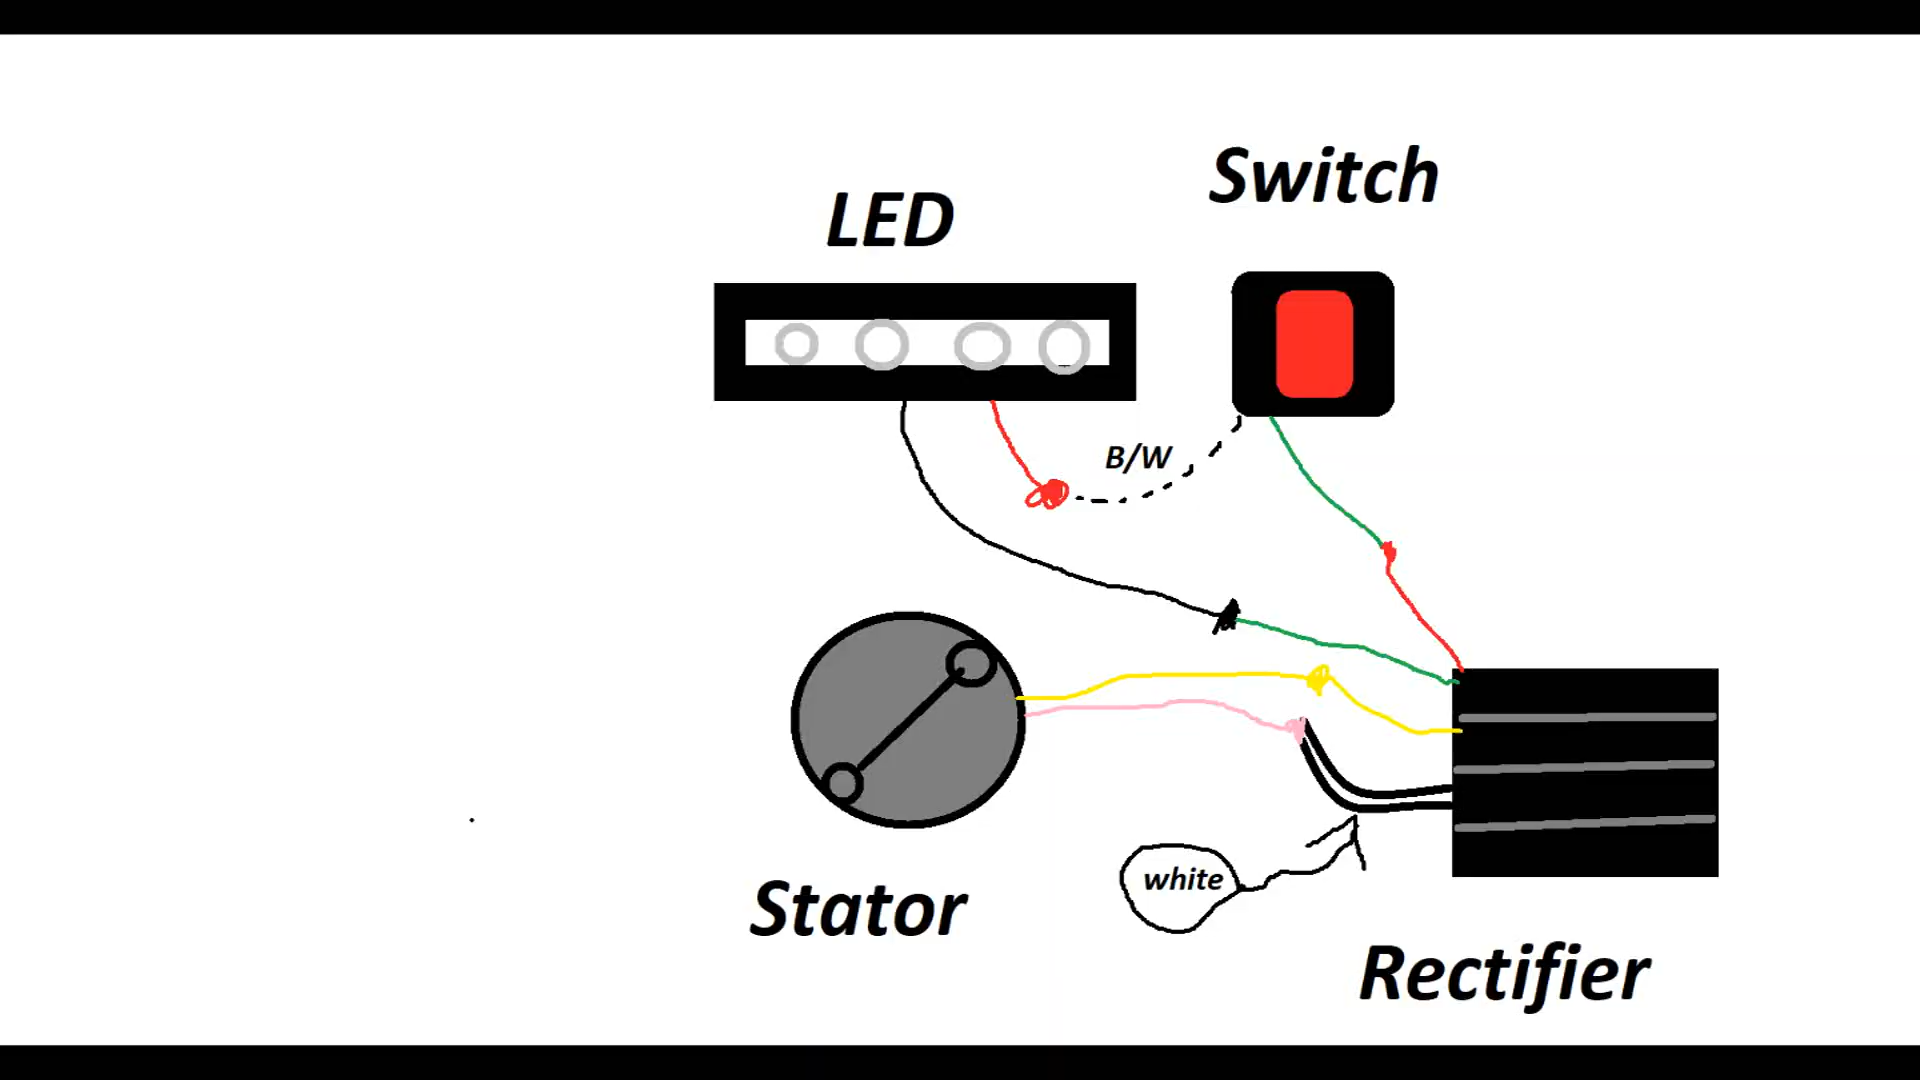 Switch
LED
B/W
white
Stator
Rectifier